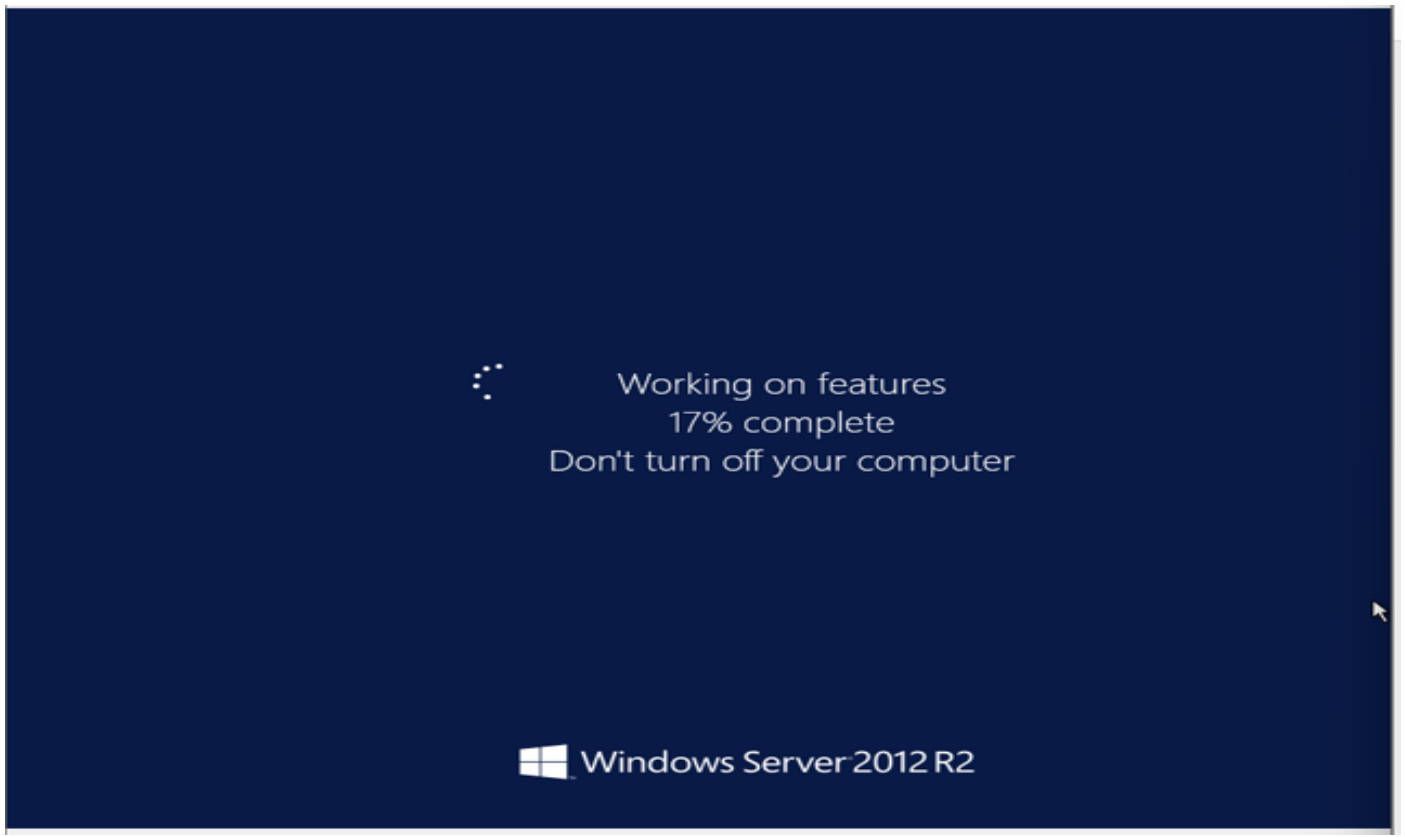 Working on features
17% complete
Don't turn off your computer
Windows Server 2012 R2